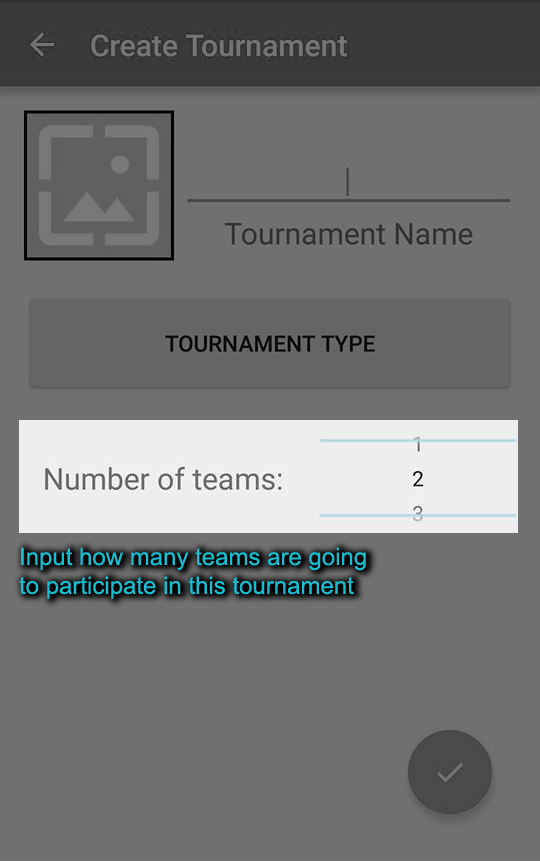 Create Tournament
Tournament Name
TOURNAMENT TYPE
1
Number of teams:
2
3
Input how many teams are going
to participate in this tournament